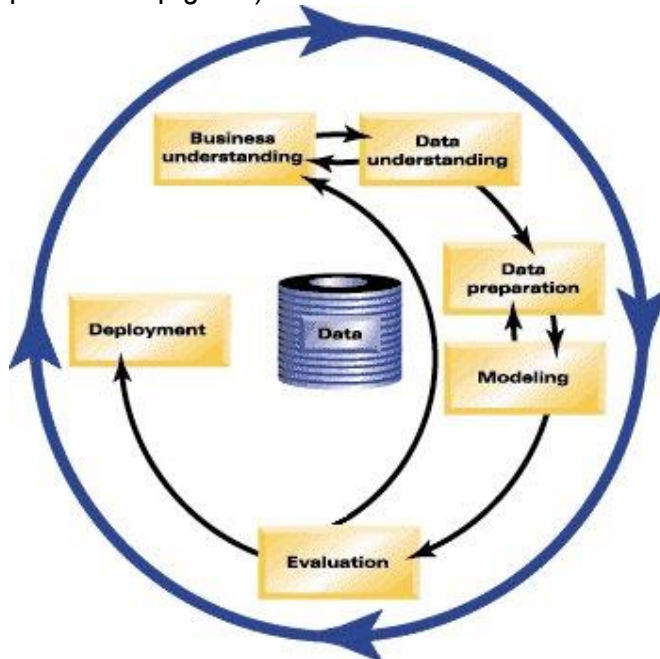 Business
understanding
Data
understanding
Data
preparation
Modeling
Data
Deployment
Evaluation